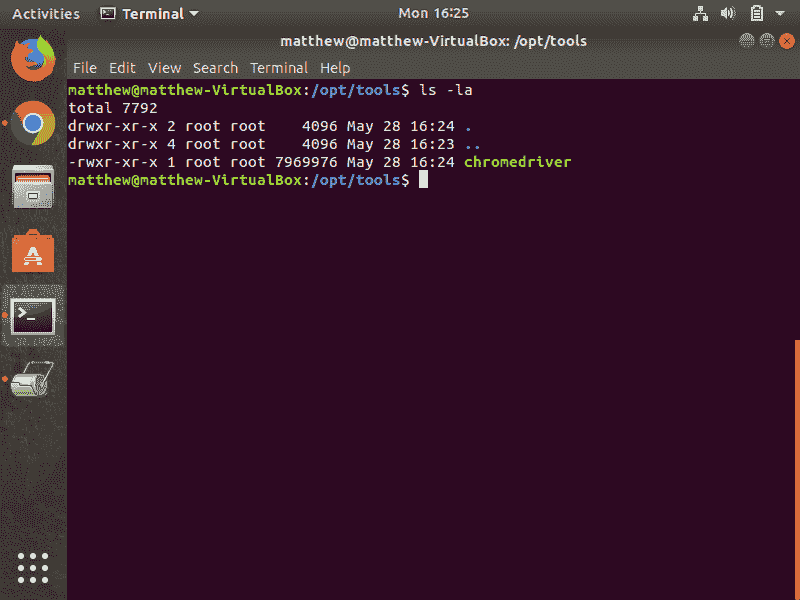 Activities Terminal Mon 16:25
matthew@matthew-VirtualBox: /opt/tools
File Edit View Search Terminal Help
matthew@matthew-VirtualBox:/opt/tools$ ls -la
total 7792
drwxr-xr-x 2 root root    4096 May 28 16:24 .
drwxr-xr-x 4 root root    4096 May 28 16:23 ..
-rwxr-xr-x 1 root root 7969976 May 28 16:24 chromedriver
matthew@matthew-VirtualBox:/opt/tools$